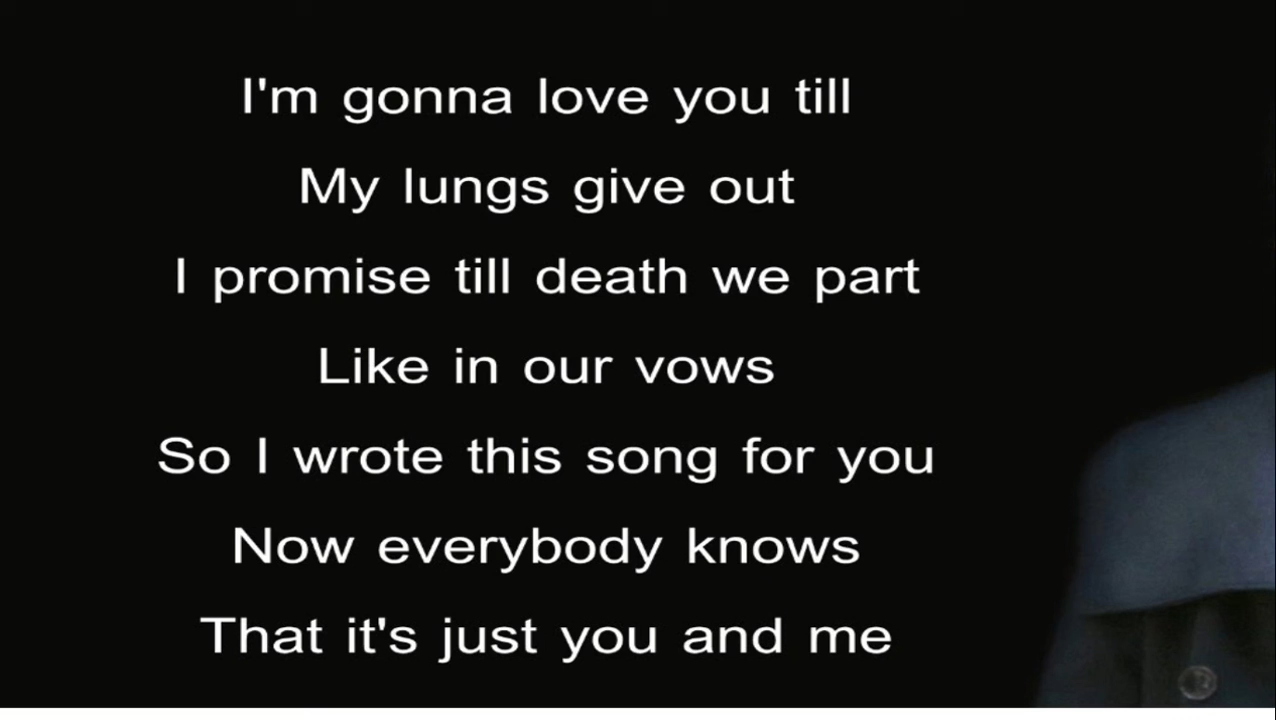 I'm gonna love you till
My lungs give out
I promise till death we part
Like in our vows
So I wrote this song for you
Now everybody knows
That it's just you and me